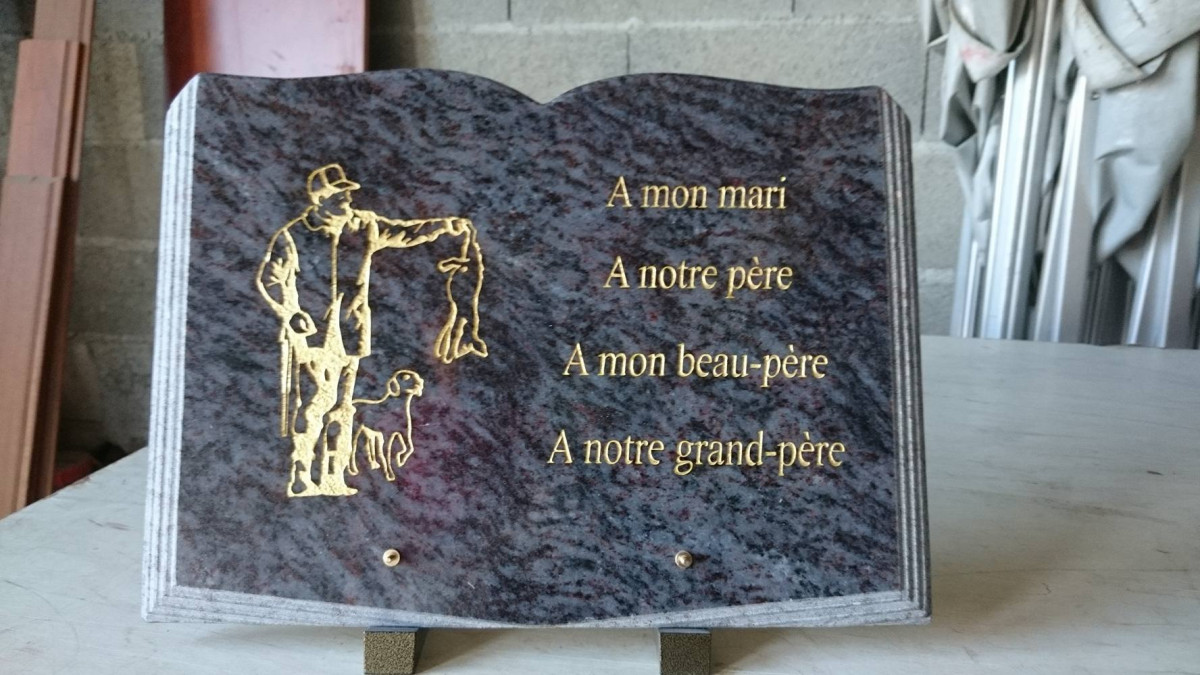 A mon mari
A notre père
A mon beau-père
A notre grand-père